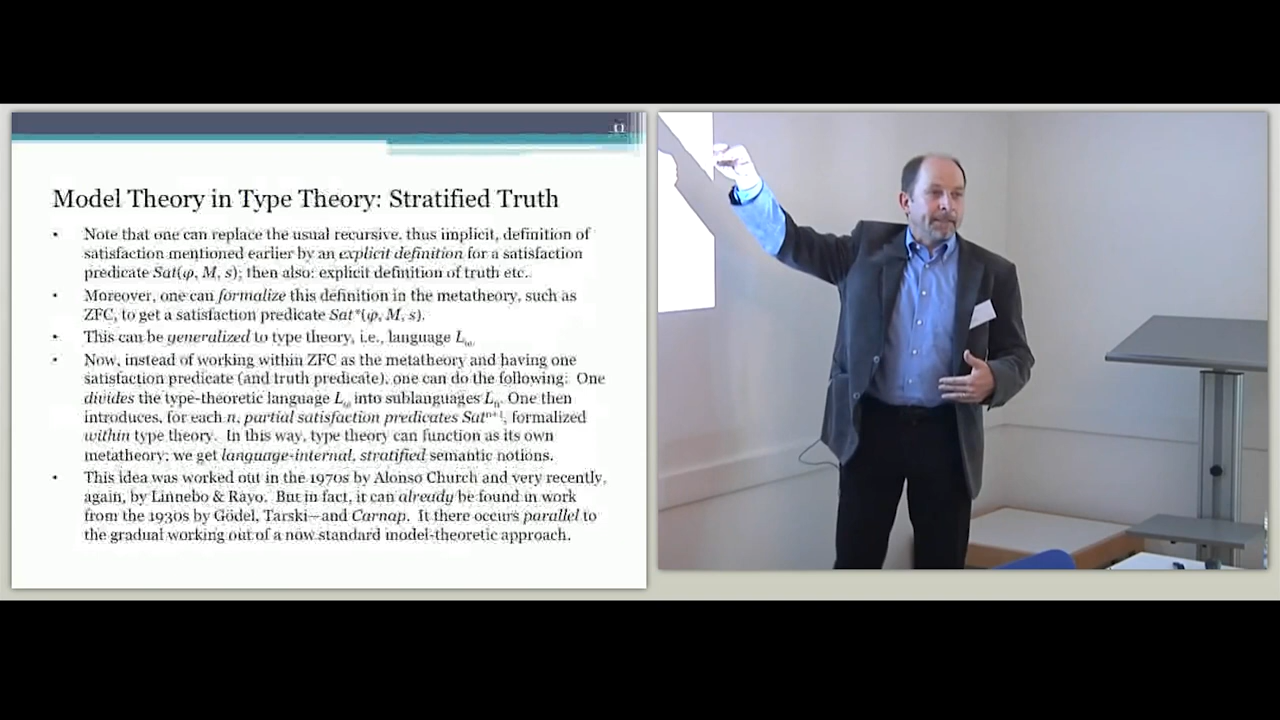 Model Theory in Type Theory: Stratified Truth
• Note that one can replace the usual recursive, thus implicit, definition of
satisfaction mentioned earlier by an explicit definition for a satisfaction
predicate Sat(φ, M, s); then also: explicit definition of truth etc..
• Moreover, one can formalize this definition in the metatheory, such as
ZFC, to get a satisfaction predicate Sat*(φ, M, s).
• This can be generalized to type theory, i.e., language Lω.
• Now, instead of working within ZFC as the metatheory and having one
satisfaction predicate (and truth predicate), one can do the following: One
divides the type-theoretic language Lω into sublanguages Ln. One then
introduces, for each n, partial satisfaction predicates Satⁿ⁺¹, formalized
within type theory. In this way, type theory can function as its own
metatheory; we get language-internal, stratified semantic notions.
• This idea was worked out in the 1970s by Alonso Church and very recently,
again, by Linnebo & Rayo. But in fact, it can already be found in work
from the 1930s by Gödel, Tarski—and Carnap. It there occurs parallel to
the gradual working out of a now standard model-theoretic approach.